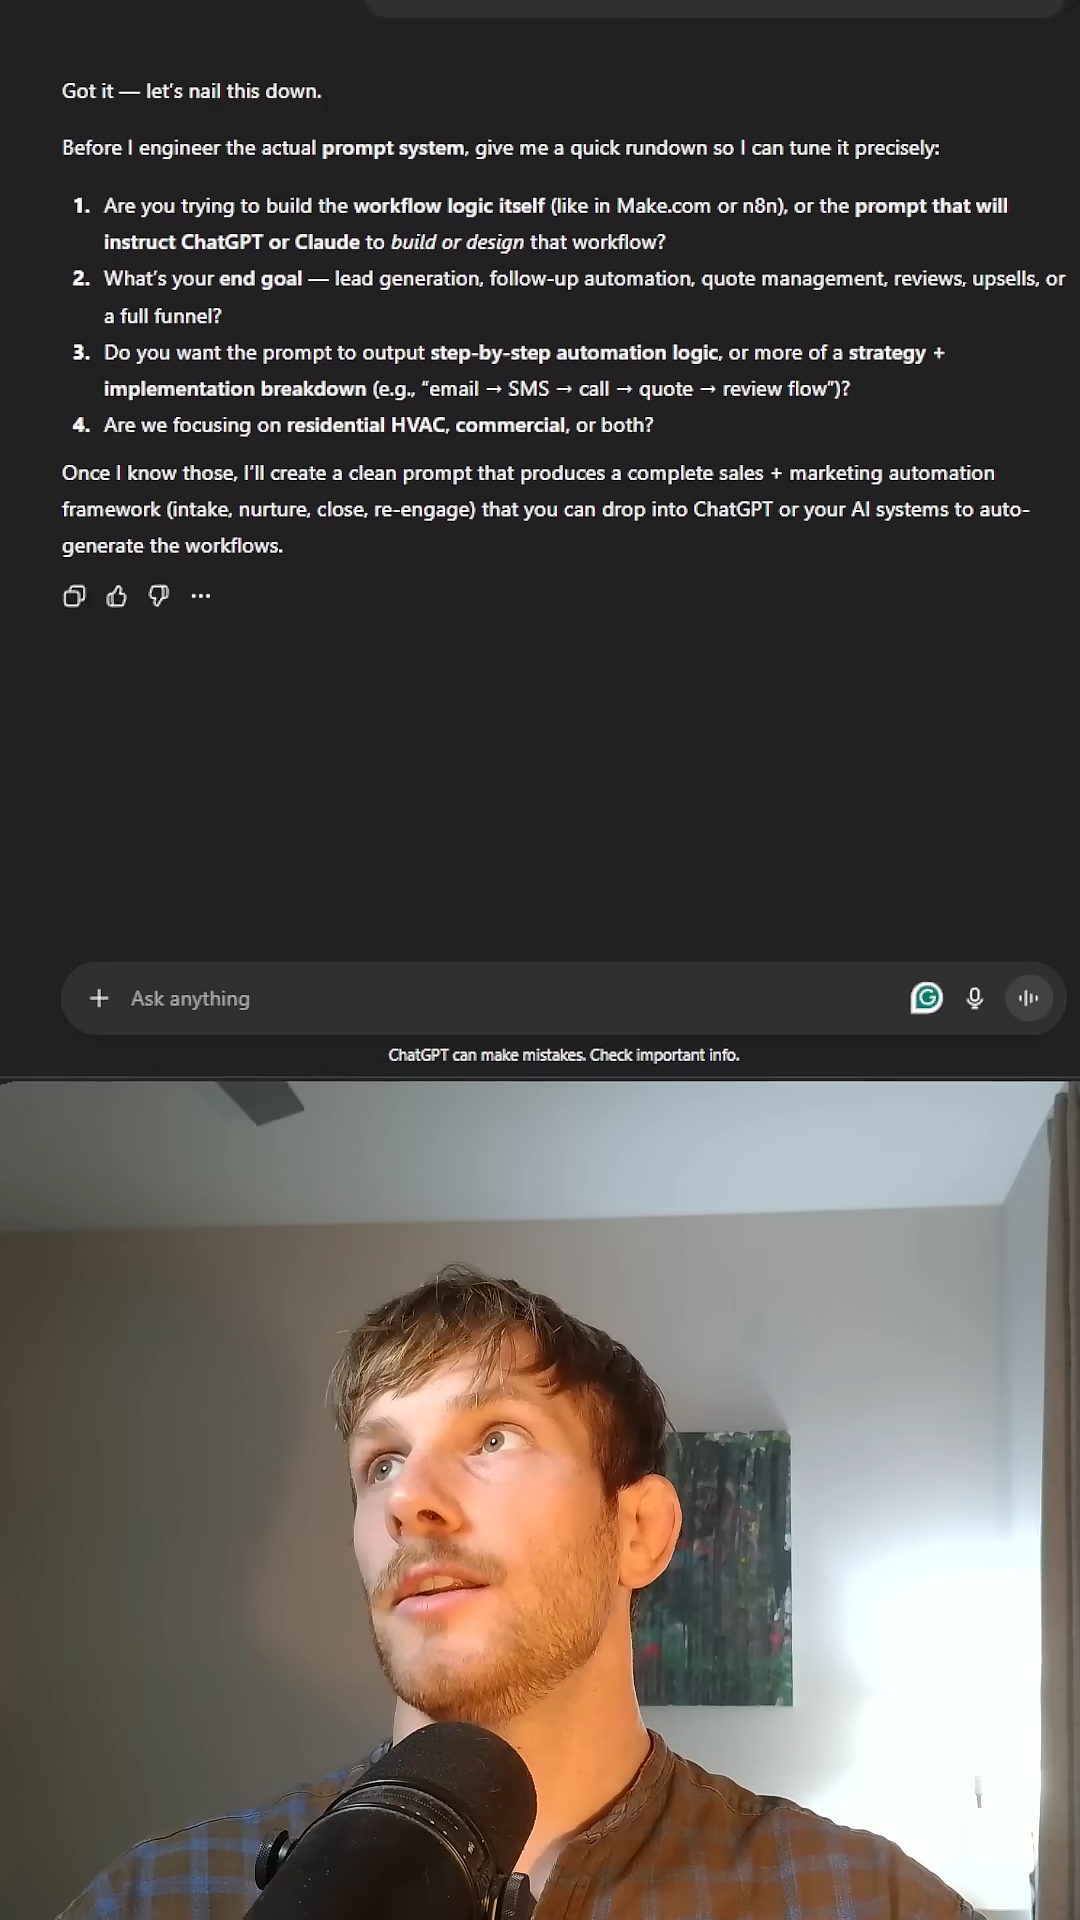 Got it — let's nail this down.
Before I engineer the actual prompt system, give me a quick rundown so I can tune it precisely:
1. Are you trying to build the workflow logic itself (like in Make.com or n8n), or the prompt that will
instruct ChatGPT or Claude to build or design that workflow?
2. What's your end goal — lead generation, follow-up automation, quote management, reviews, upsells, or
a full funnel?
3. Do you want the prompt to output step-by-step automation logic, or more of a strategy +
implementation breakdown (e.g., “email → SMS → call → quote → review flow”)?
4. Are we focusing on residential HVAC, commercial, or both?
Once I know those, I'll create a clean prompt that produces a complete sales + marketing automation
framework (intake, nurture, close, re-engage) that you can drop into ChatGPT or your AI systems to auto-
generate the workflows.
Ask anything
ChatGPT can make mistakes. Check important info.